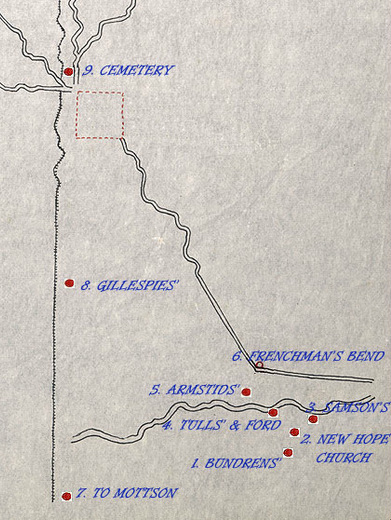 9. CEMETERY
8. GILLESPIES'
6. FRENCHMAN'S BEND
5. ARMSTIDS'
3. SAMSON'S
4. TULLS' & FORD
2. NEW HOPE
CHURCH
1. BUNDRENS'
7. TO MOTTSON